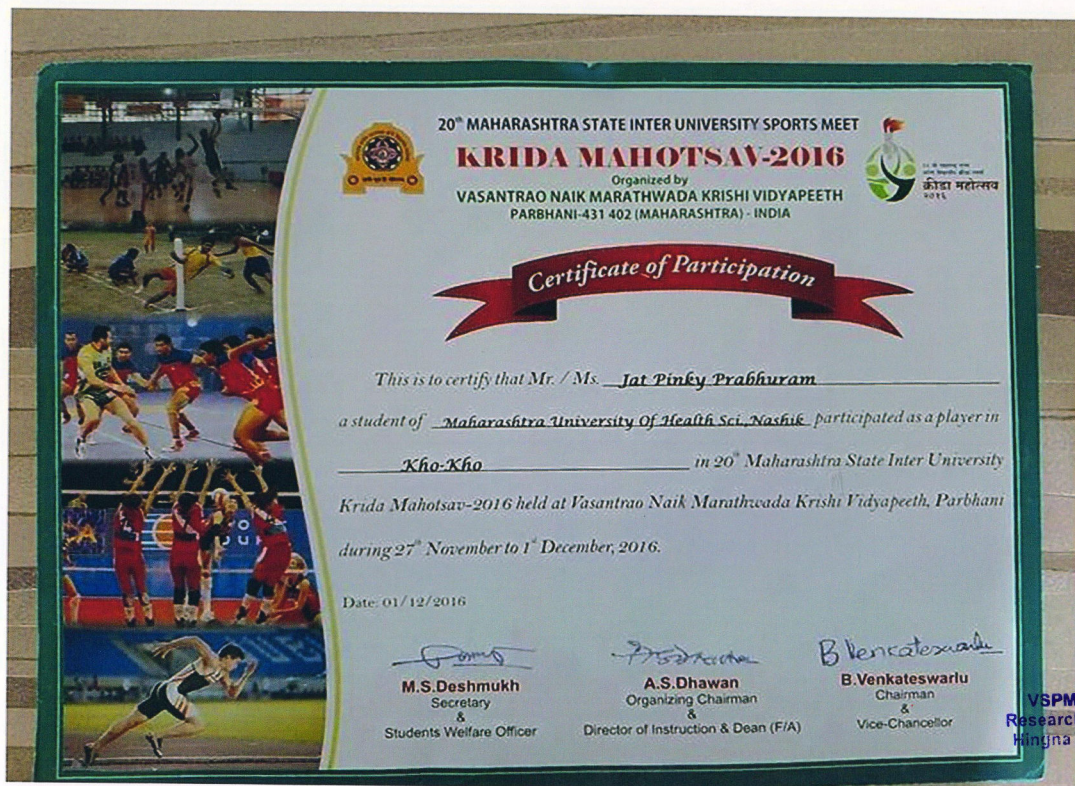 20th MAHARASHTRA STATE INTER UNIVERSITY SPORTS MEET
KRIDA MAHOTSAV-2016
Organized by
VASANTRAO NAIK MARATHWADA KRISHI VIDYAPEETH
PARBHANI-431 402 (MAHARASHTRA) - INDIA
क्रीडा महोत्सव
२०१६
Certificate of Participation
This is to certify that Mr. / Ms. Jat Pinky Prabhuram
a student of Maharashtra University Of Health Sci.,Nashik participated as a player in
Kho-Kho in 20th Maharashtra State Inter University
Krida Mahotsav-2016 held at Vasantrao Naik Marathwada Krishi Vidyapeeth, Parbhani
during 27th November to 1st December, 2016.
Date: 01/12/2016
B Venkateswarlu
M.S.Deshmukh
Secretary
&
Students Welfare Officer
A.S.Dhawan
Organizing Chairman
&
Director of Instruction & Dean (F/A)
B.Venkateswarlu
Chairman
&
Vice-Chancellor
VSPM
Research
Hingna